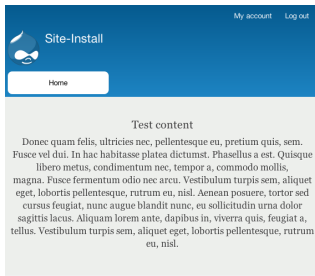 My account Log out
Site-Install
Home
Test content
Donec quam felis, ultricies nec, pellentesque eu, pretium quis, sem.
Fusce vel dui. In hac habitasse platea dictumst. Phasellus a est. Quisque
libero metus, condimentum nec, tempor a, commodo mollis,
magna. Fusce fermentum odio nec arcu. Vestibulum turpis sem, aliquet
eget, lobortis pellentesque, rutrum eu, nisl. Aenean posuere, tortor sed
cursus feugiat, nunc augue blandit nunc, eu sollicitudin urna dolor
sagittis lacus. Aliquam lorem ante, dapibus in, viverra quis, feugiat a,
tellus. Vestibulum turpis sem, aliquet eget, lobortis pellentesque, rutrum
eu, nisl.